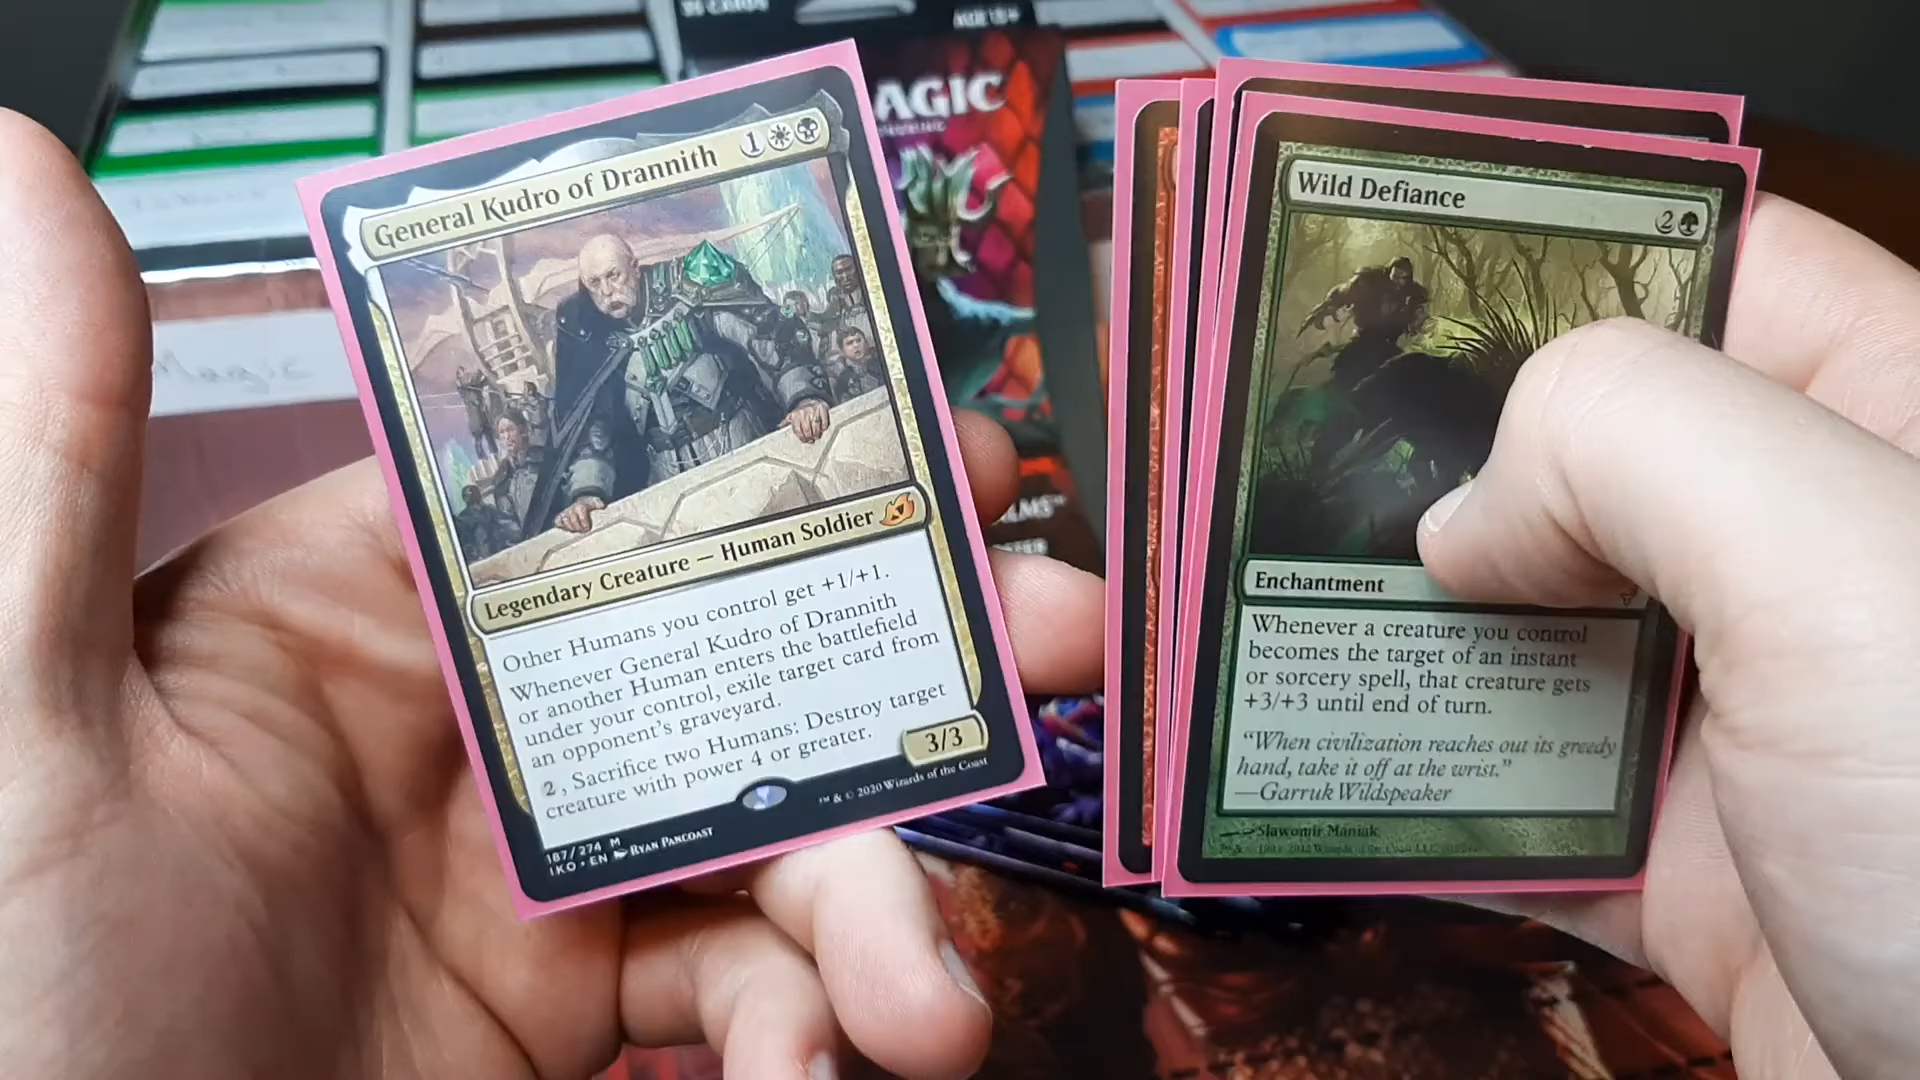 AGIC
Magic
General Kudro of Drannith
1
Legendary Creature — Human Soldier
Other Humans you control get +1/+1.
Whenever General Kudro of Drannith
or another Human enters the battlefield
under your control, exile target card from
an opponent's graveyard.
2, Sacrifice two Humans: Destroy target
creature with power 4 or greater.
3/3
187/274 M
IKO • EN RYAN PANCOAST
™ & © 2020 Wizards of the Coast
Wild Defiance
2
Enchantment
Whenever a creature you control
becomes the target of an instant
or sorcery spell, that creature gets
+3/+3 until end of turn.
"When civilization reaches out its greedy
hand, take it off at the wrist."
—Garruk Wildspeaker
Slawomir Maniak